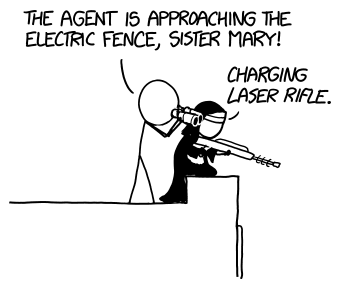 THE AGENT IS APPROACHING THE
ELECTRIC FENCE, SISTER MARY!
CHARGING
LASER RIFLE.